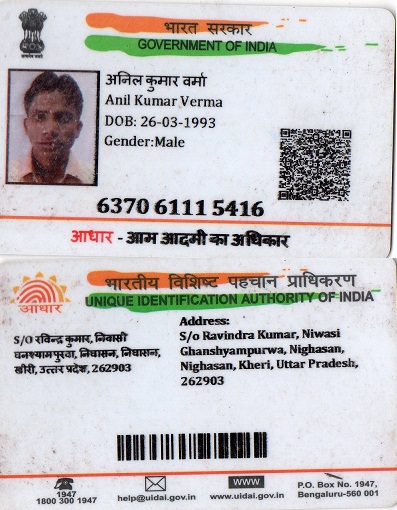 भारत सरकार
GOVERNMENT OF INDIA
अनिल कुमार वर्मा
Anil Kumar Verma
DOB: 26-03-1993
Gender:Male
6370 6111 5416
आधार - आम आदमी का अधिकार
भारतीय विशिष्ट पहचान प्राधिकरण
UNIQUE IDENTIFICATION AUTHORITY OF INDIA
आधार
S/O रविन्द्र कुमार, निवासी
घनश्यामपुरवा, निघासन, निघासन,
खीरी, उत्तर प्रदेश, 262903
Address:
S/o Ravindra Kumar, Niwasi
Ghanshyampurwa, Nighasan,
Nighasan, Kheri, Uttar Pradesh,
262903
1947
1800 300 1947
help@uidai.gov.in
WWW
www.uidai.gov.in
P.O. Box No. 1947,
Bengaluru-560 001